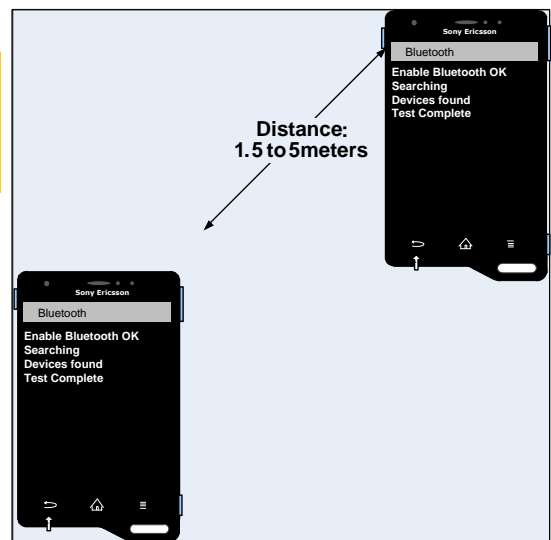 Sony Ericsson
Bluetooth
Enable Bluetooth OK
Searching
Devices found
Test Complete
Distance:
1.5 to 5meters
Sony Ericsson
Bluetooth
Enable Bluetooth OK
Searching
Devices found
Test Complete